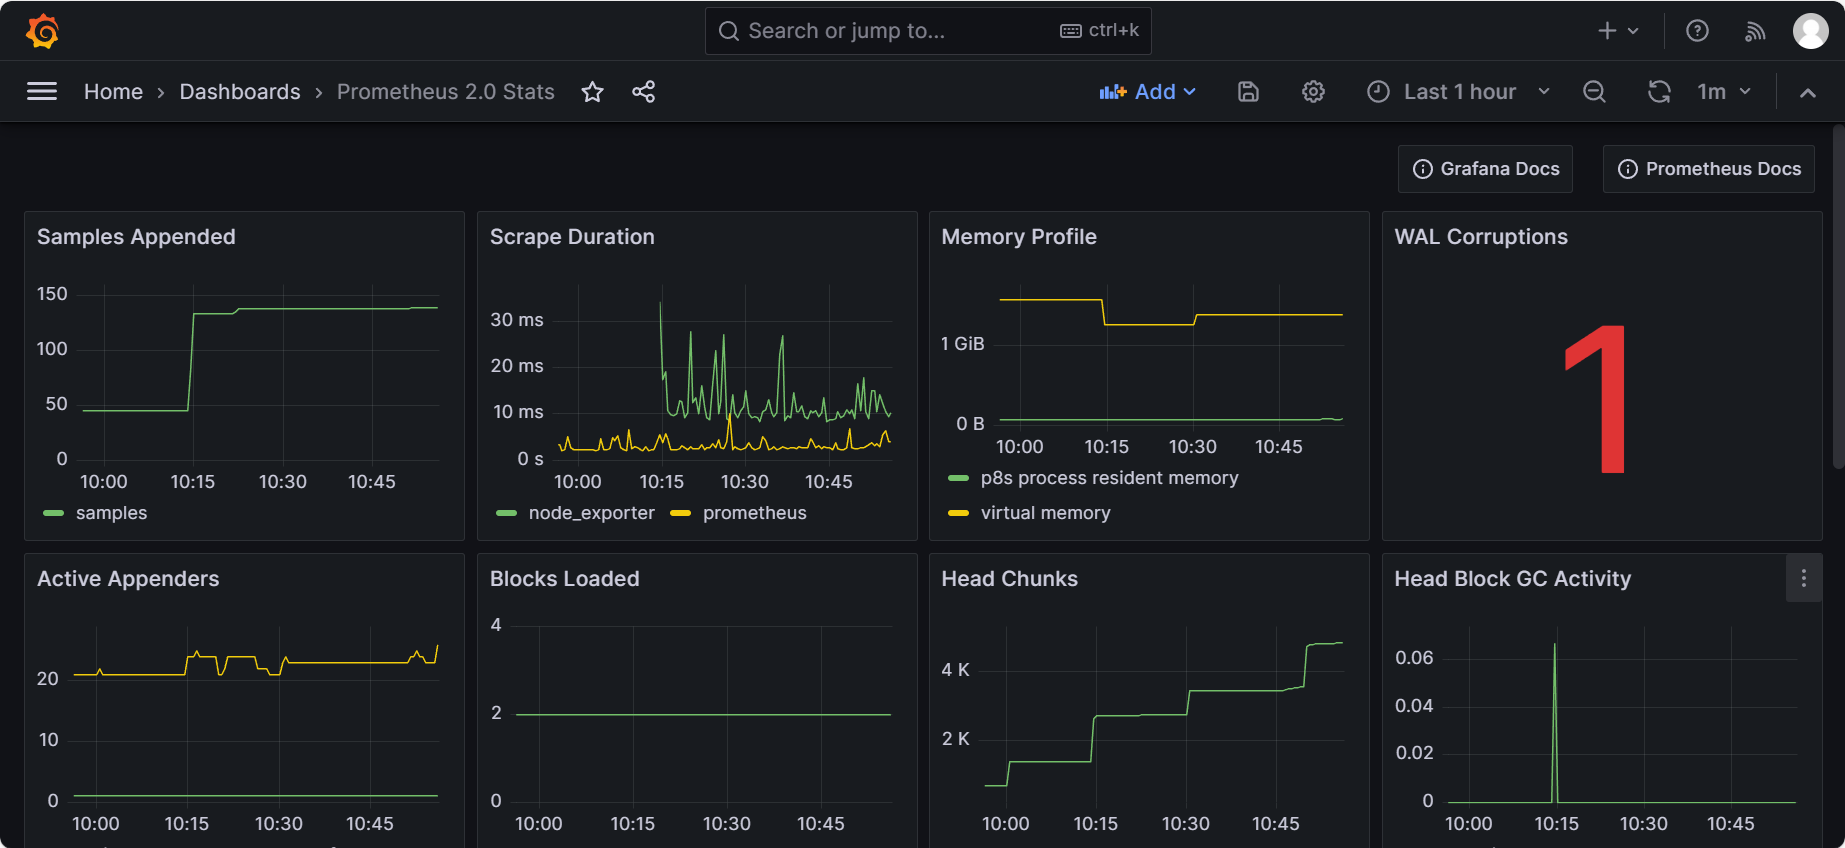 Search or jump to... ctrl+k
Home Dashboards Prometheus 2.0 Stats Add Last 1 hour 1m
Grafana Docs Prometheus Docs
Samples Appended
150
100
50
0
10:00 10:15 10:30 10:45
samples
Scrape Duration
30 ms
20 ms
10 ms
0 s
10:00 10:15 10:30 10:45
node_exporter prometheus
Memory Profile
1 GiB
0 B
10:00 10:15 10:30 10:45
p8s process resident memory
virtual memory
WAL Corruptions
1
Active Appenders
20
10
0
10:00 10:15 10:30 10:45
Blocks Loaded
4
2
0
10:00 10:15 10:30 10:45
Head Chunks
4 K
2 K
10:00 10:15 10:30 10:45
Head Block GC Activity
0.06
0.04
0.02
0
10:00 10:15 10:30 10:45